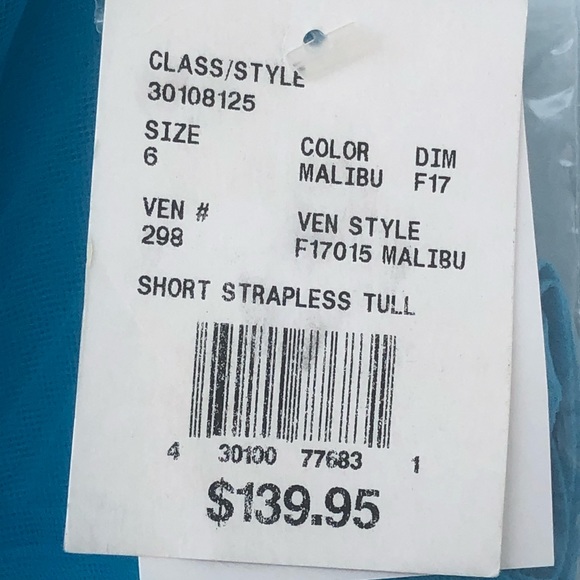 CLASS/STYLE
30108125
SIZE COLOR DIM
6 MALIBU F17
VEN # VEN STYLE
298 F17015 MALIBU
SHORT STRAPLESS TULL
4 30100 77683 1
$139.95